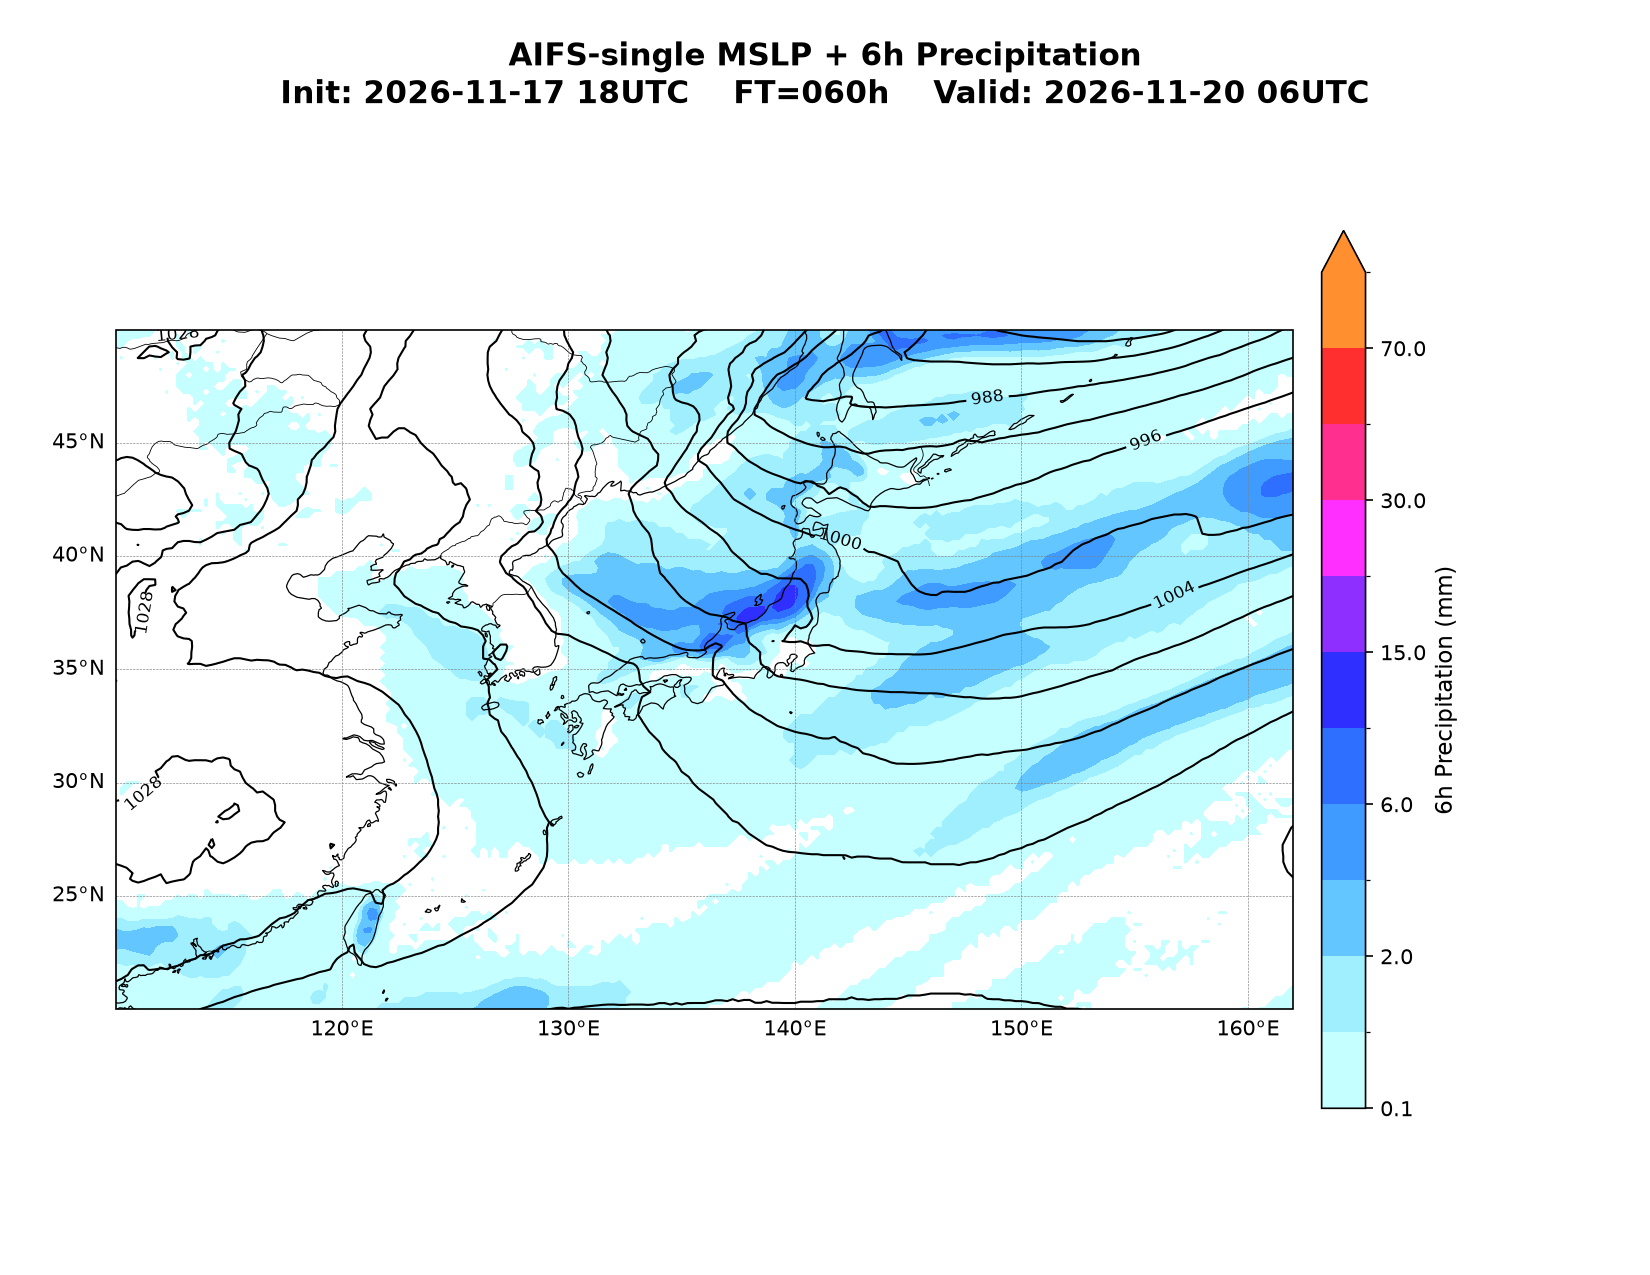 AIFS-single MSLP + 6h Precipitation
Init: 2026-11-17 18UTC    FT=060h    Valid: 2026-11-20 06UTC
1028
988
996
1000
1004
1028
1028
45°N
40°N
35°N
30°N
25°N
120°E
130°E
140°E
150°E
160°E
70.0
30.0
15.0
6.0
2.0
0.1
6h Precipitation (mm)